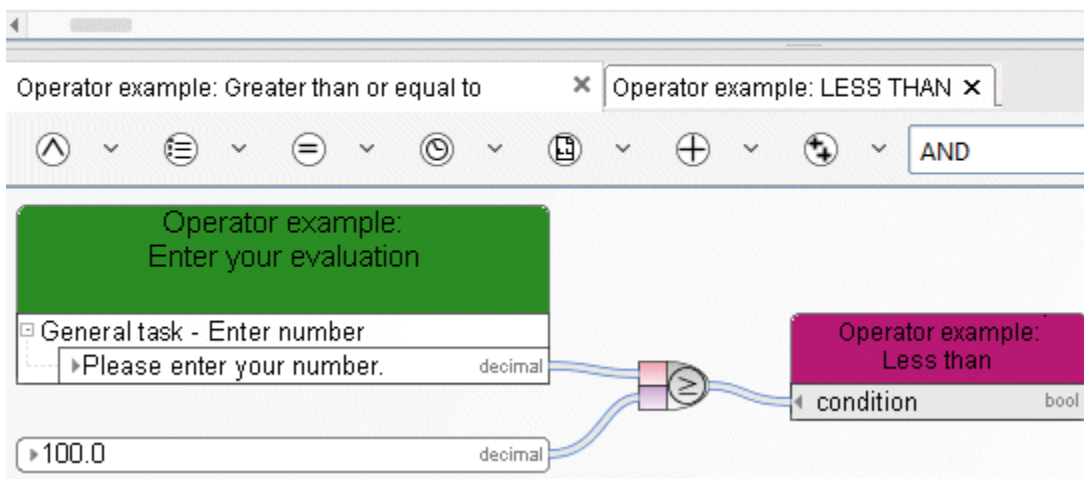 Operator example: Greater than or equal to
Operator example: LESS THAN
AND
Operator example:
Enter your evaluation
General task - Enter number
Please enter your number. decimal
Operator example:
Less than
condition bool
100.0 decimal